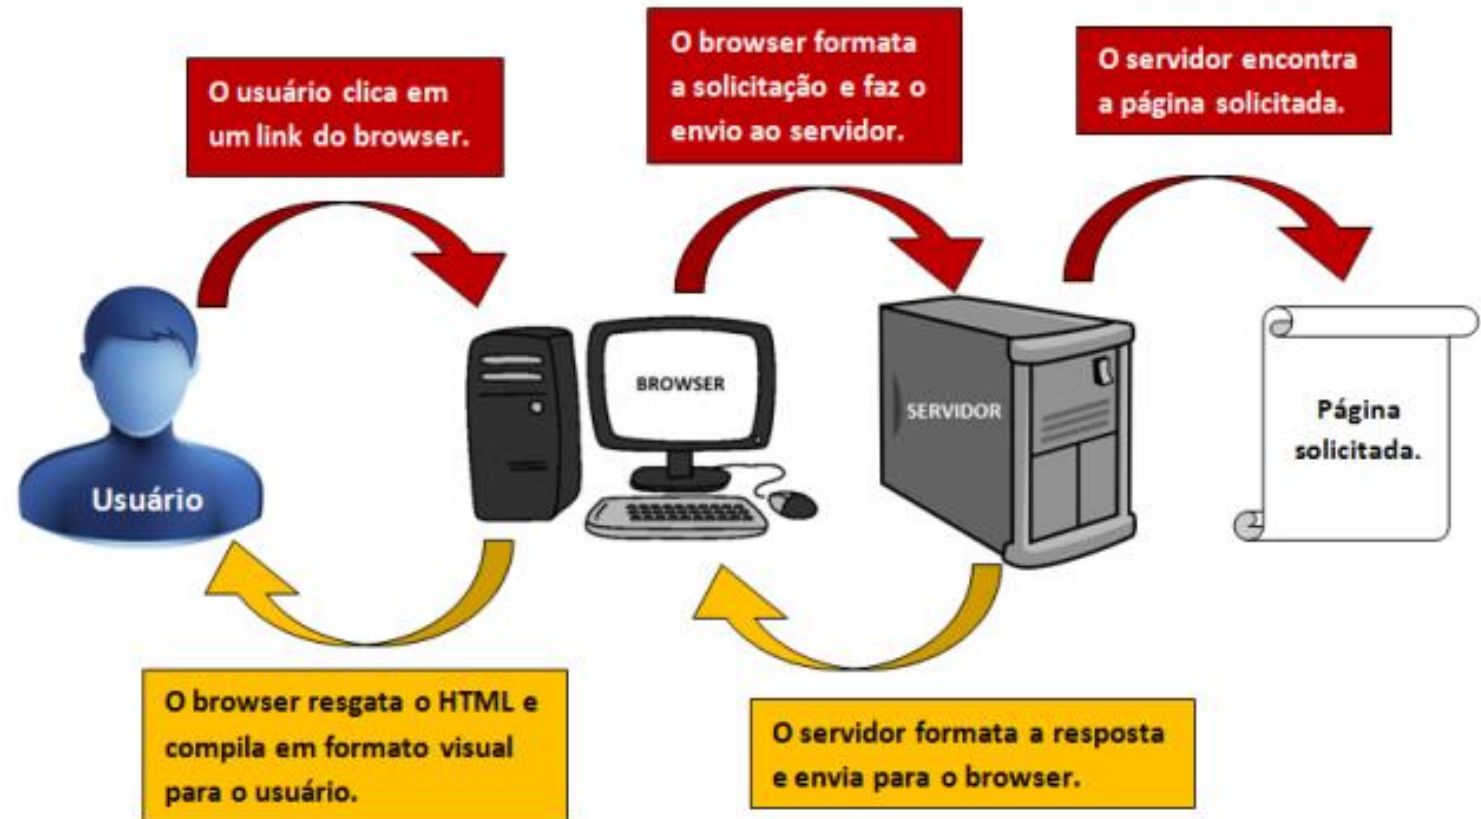 O usuário clica em
um link do browser.
O browser formata
a solicitação e faz o
envio ao servidor.
O servidor encontra
a página solicitada.
Usuário
BROWSER
SERVIDOR
Página
solicitada.
O browser resgata o HTML e
compila em formato visual
para o usuário.
O servidor formata a resposta
e envia para o browser.